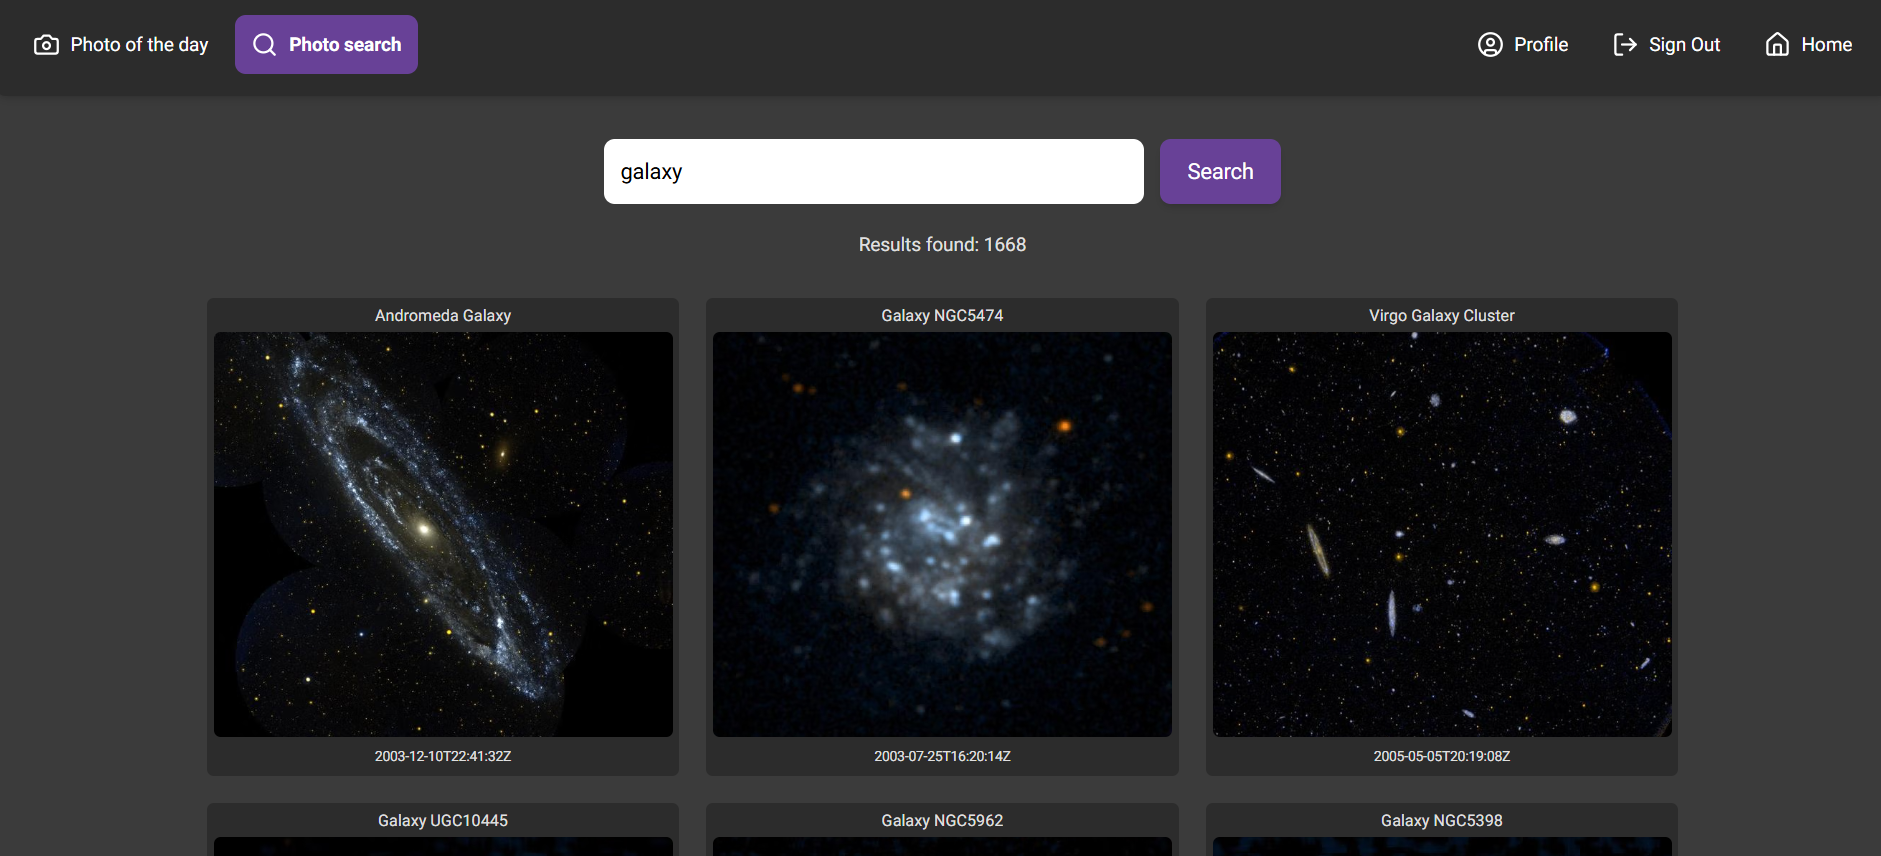 Photo of the day
Photo search
Profile
Sign Out
Home
galaxy
Search
Results found: 1668
Andromeda Galaxy
Galaxy NGC5474
Virgo Galaxy Cluster
2003-12-10T22:41:32Z
2003-07-25T16:20:14Z
2005-05-05T20:19:08Z
Galaxy UGC10445
Galaxy NGC5962
Galaxy NGC5398